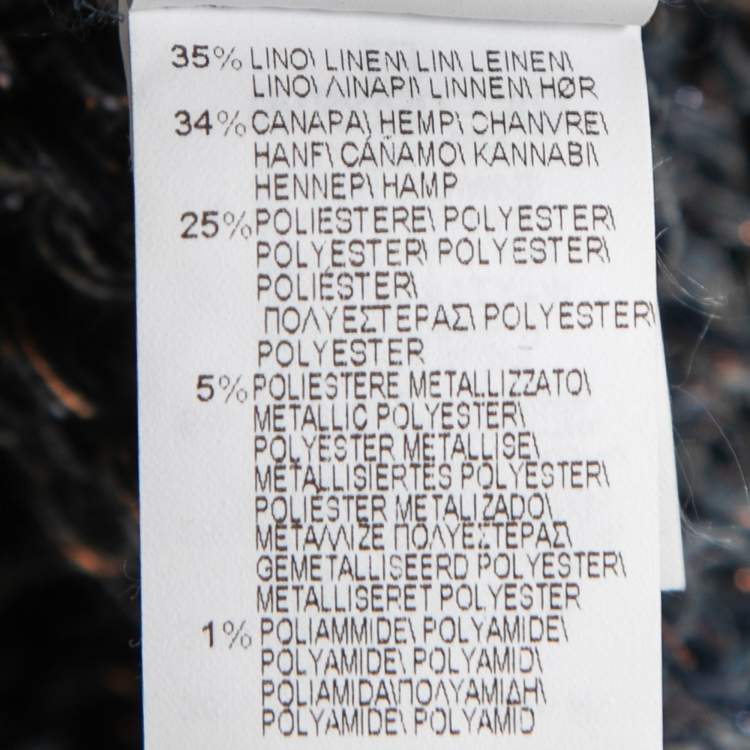 35% LINO\ LINEN\ LIN\ LEINEN\
LINO\ ΛΙΝΑΡΙ\ LINNEN\ HØR
34% CANAPA\ HEMP\ CHANVRE\
HANF\ CÁÑAMO\ KANNABI\
HENNEP\ HAMP
25% POLIESTERE\ POLYESTER\
POLYESTER\ POLYESTER\
POLIÉSTER\
ΠΟΛΥΕΣΤΕΡΑΣ\ POLYESTER\
POLYESTER
5% POLIESTERE METALLIZZATO\
METALLIC POLYESTER\
POLYESTER METALLISE\
METALLISIERTES POLYESTER\
POLIESTER METALIZADO\
ΜΕΤΑΛΛΙΖΕ ΠΟΛΥΕΣΤΕΡΑΣ\
GEMETALLISEERD POLYESTER\
METALLISERET POLYESTER
1% POLIAMMIDE\ POLYAMIDE\
POLYAMIDE\ POLYAMID\
POLIAMIDA\ΠΟΛΥΑΜΙΔΗ\
POLYAMIDE\ POLYAMID